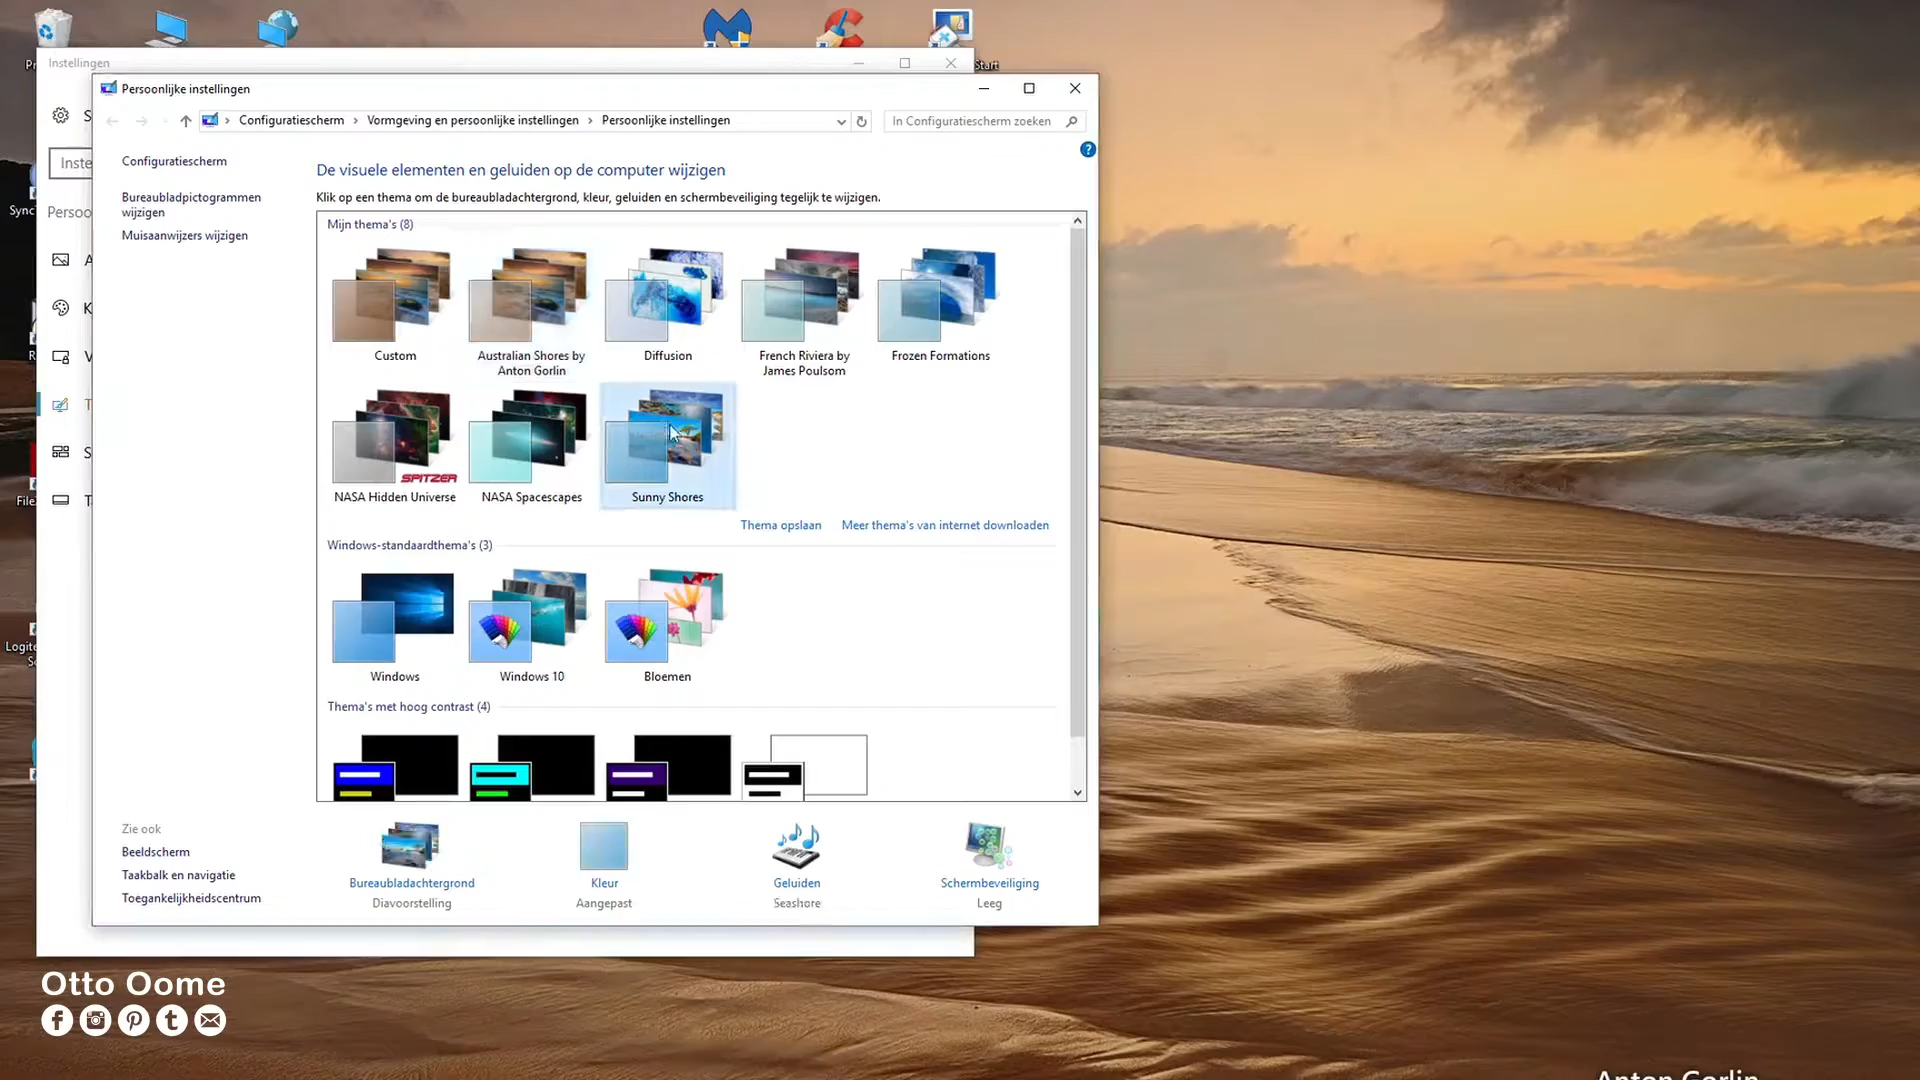 Start
Instellingen
Persoonlijke instellingen
Configuratiescherm
Vormgeving en persoonlijke instellingen
Persoonlijke instellingen
In Configuratiescherm zoeken
S
Inste
Perso
A
K
V
T
S
T
Configuratiescherm
Bureaubladpictogrammen
wijzigen
Muisaanwijzers wijzigen
De visuele elementen en geluiden op de computer wijzigen
Klik op een thema om de bureaubladachtergrond, kleur, geluiden en schermbeveiliging tegelijk te wijzigen.
Mijn thema's (8)
Custom
Australian Shores by
Anton Gorlin
Diffusion
French Riviera by
James Poulsom
Frozen Formations
SPITZER
NASA Hidden Universe
NASA Spacescapes
Sunny Shores
Thema opslaan
Meer thema's van internet downloaden
Windows-standaardthema's (3)
Windows
Windows 10
Bloemen
Thema's met hoog contrast (4)
Zie ook
Beeldscherm
Taakbalk en navigatie
Toegankelijkheidscentrum
Bureaubladachtergrond
Diavoorstelling
Kleur
Aangepast
Geluiden
Seashore
Schermbeveiliging
Leeg
Sync
File
Logite
Otto Oome
Anton Gorlin